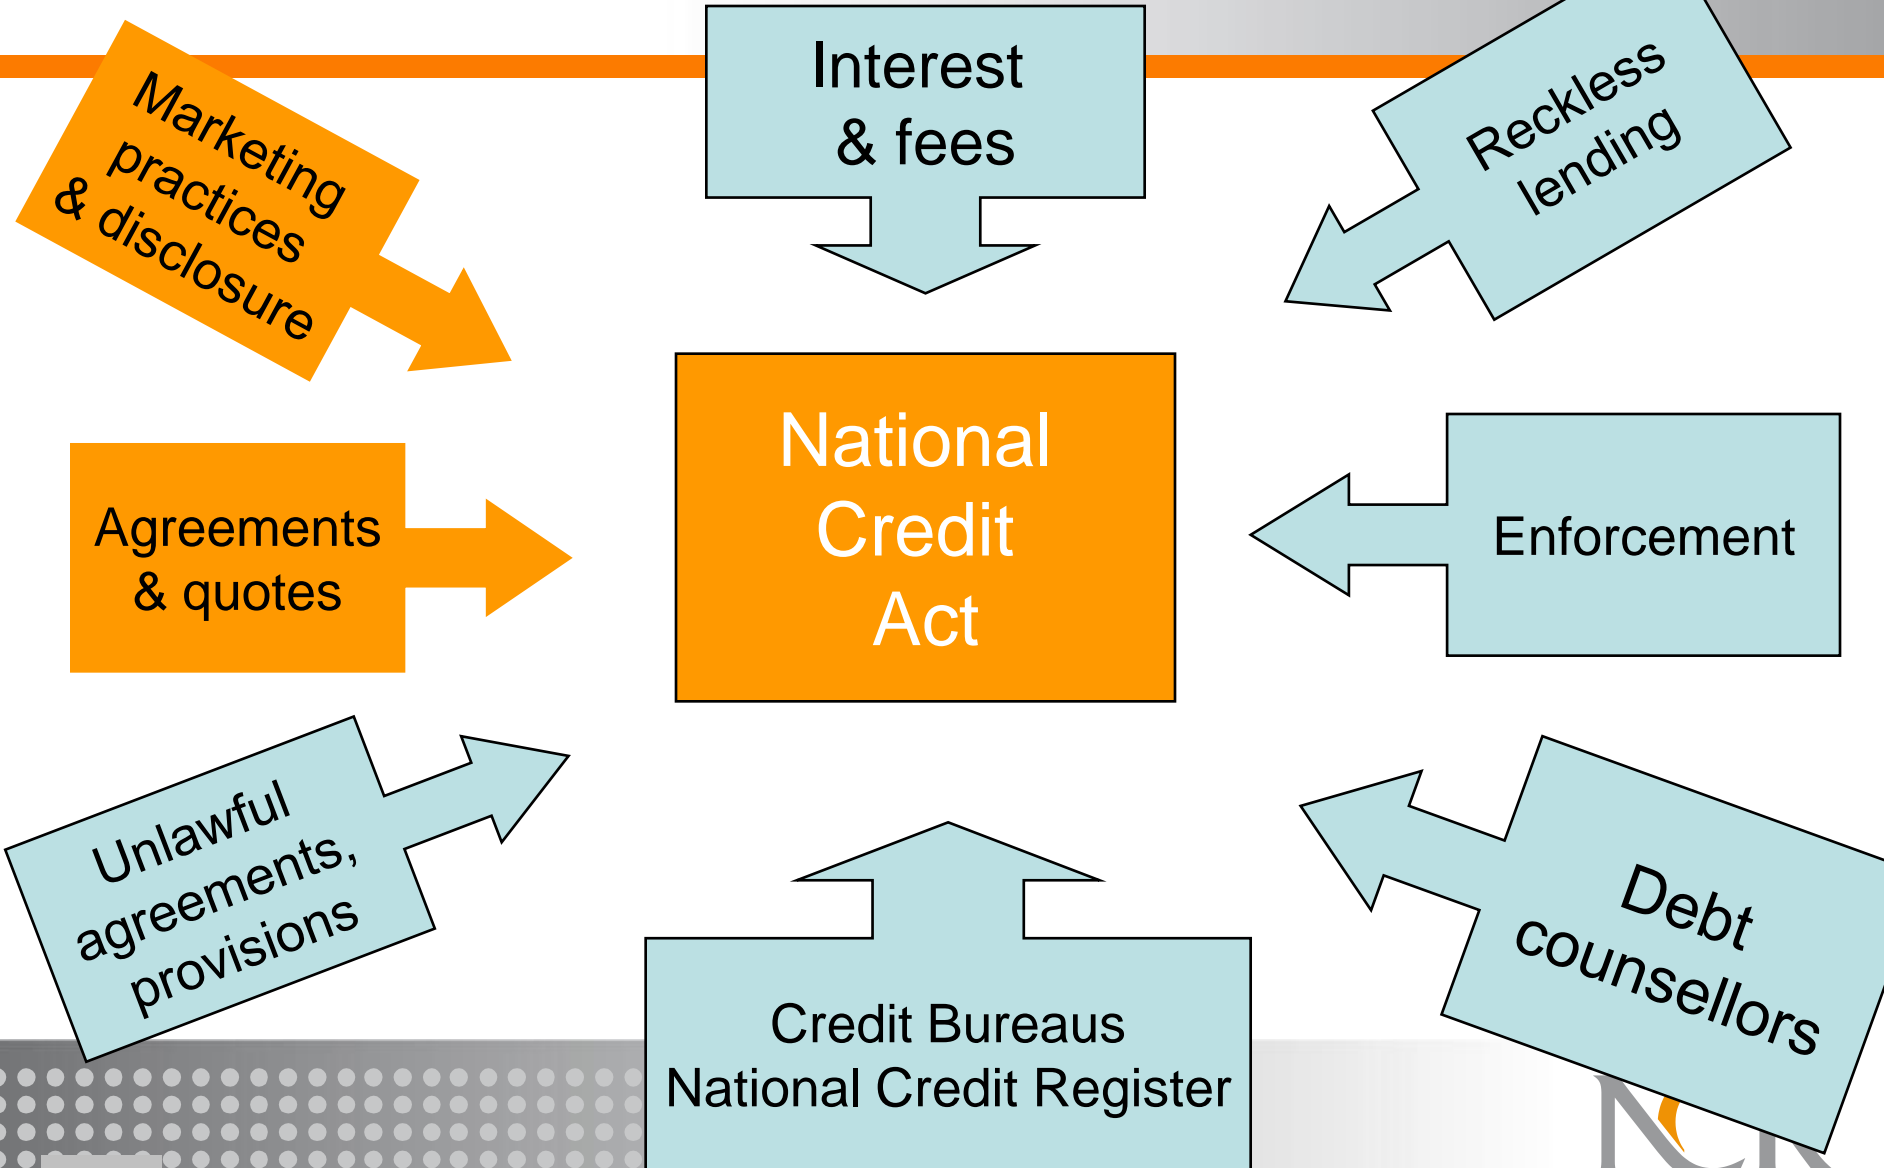 Marketing
practices
& disclosure
Interest
& fees
Reckless
lending
Agreements
& quotes
National
Credit
Act
Enforcement
Unlawful
agreements,
provisions
Credit Bureaus
National Credit Register
Debt
counsellors